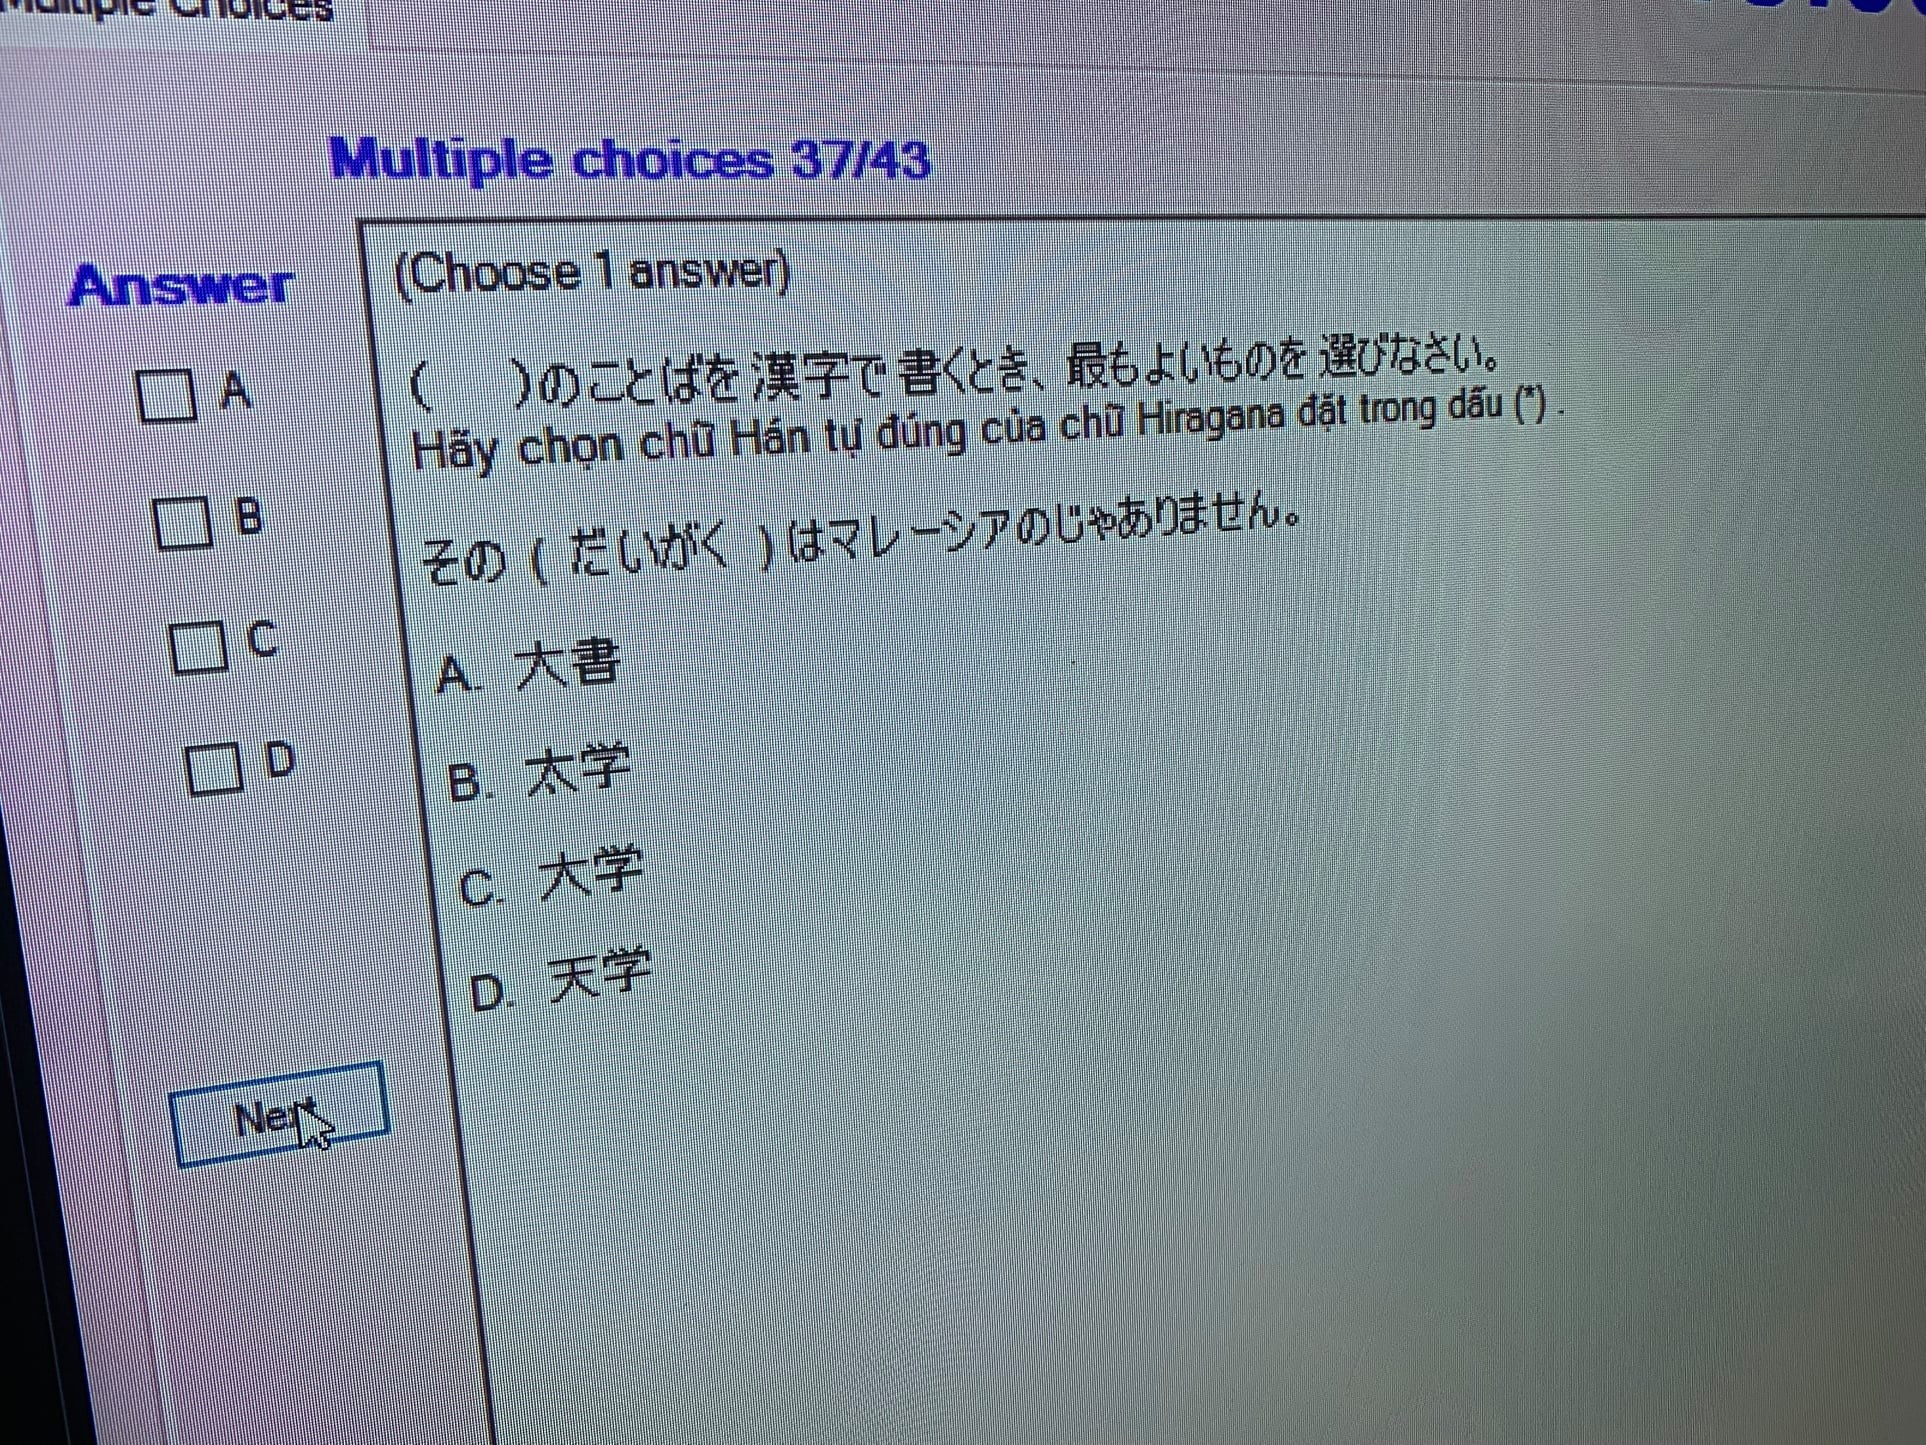 Multiple Choices
Multiple choices 37/43
Answer
(Choose 1 answer)
(　　)のことばを 漢字で 書くとき、最もよいものを 選びなさい。
Hãy chọn chữ Hán tự đúng của chữ Hiragana đặt trong dấu (*) .
その ( だいがく ) はマレーシアのじゃありません。
A
B
C
D
A. 大書
B. 太学
C. 大学
D. 天学
Next